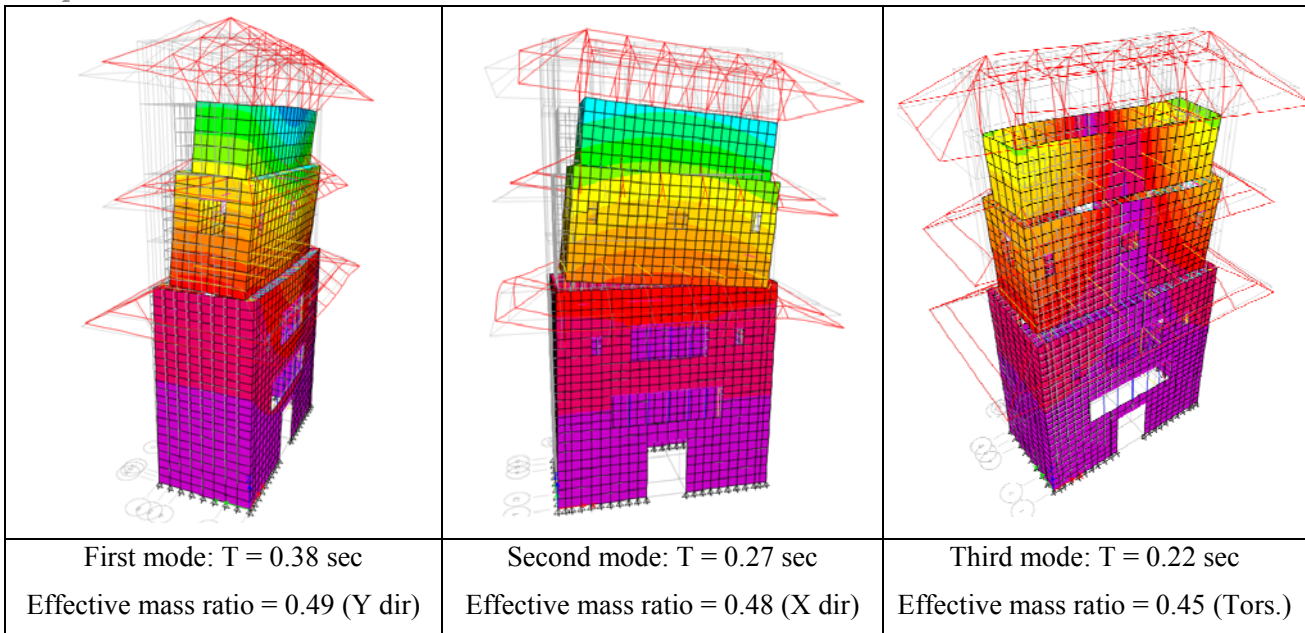 First mode: T = 0.38 sec
Effective mass ratio = 0.49 (Y dir)
Second mode: T = 0.27 sec
Effective mass ratio = 0.48 (X dir)
Third mode: T = 0.22 sec
Effective mass ratio = 0.45 (Tors.)